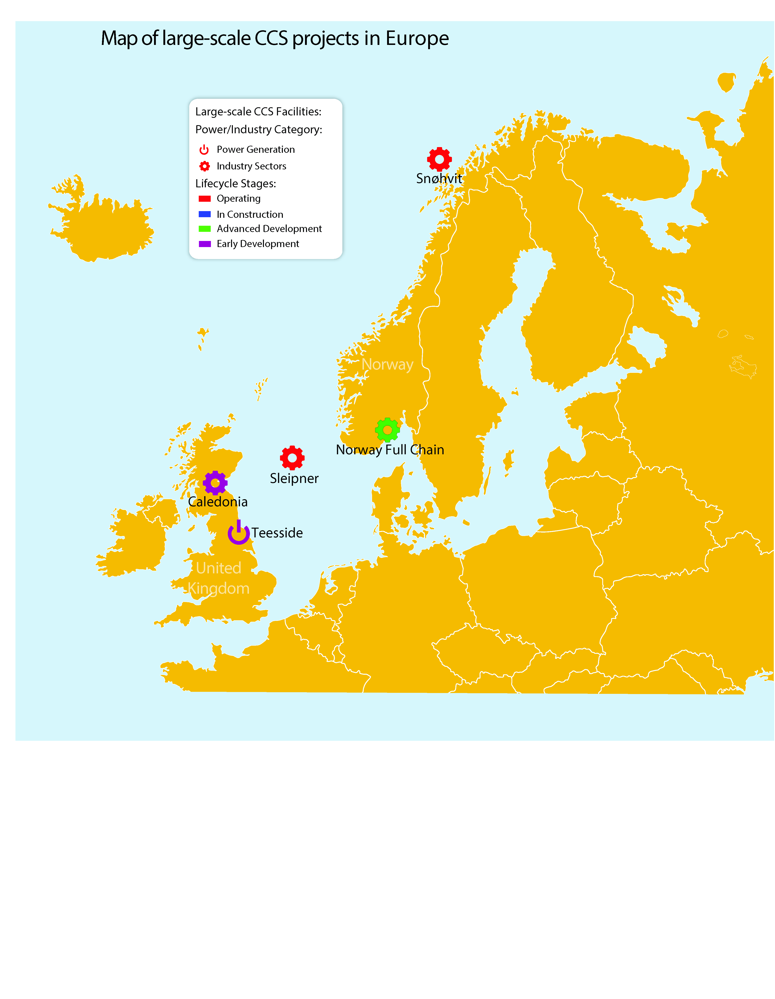 Map of large-scale CCS projects in Europe
Large-scale CCS Facilities:
Power/Industry Category:
Power Generation
Industry Sectors
Lifecycle Stages:
Operating
In Construction
Advanced Development
Early Development
Snøhvit
Norway
Norway Full Chain
Sleipner
Caledonia
Teesside
United
Kingdom